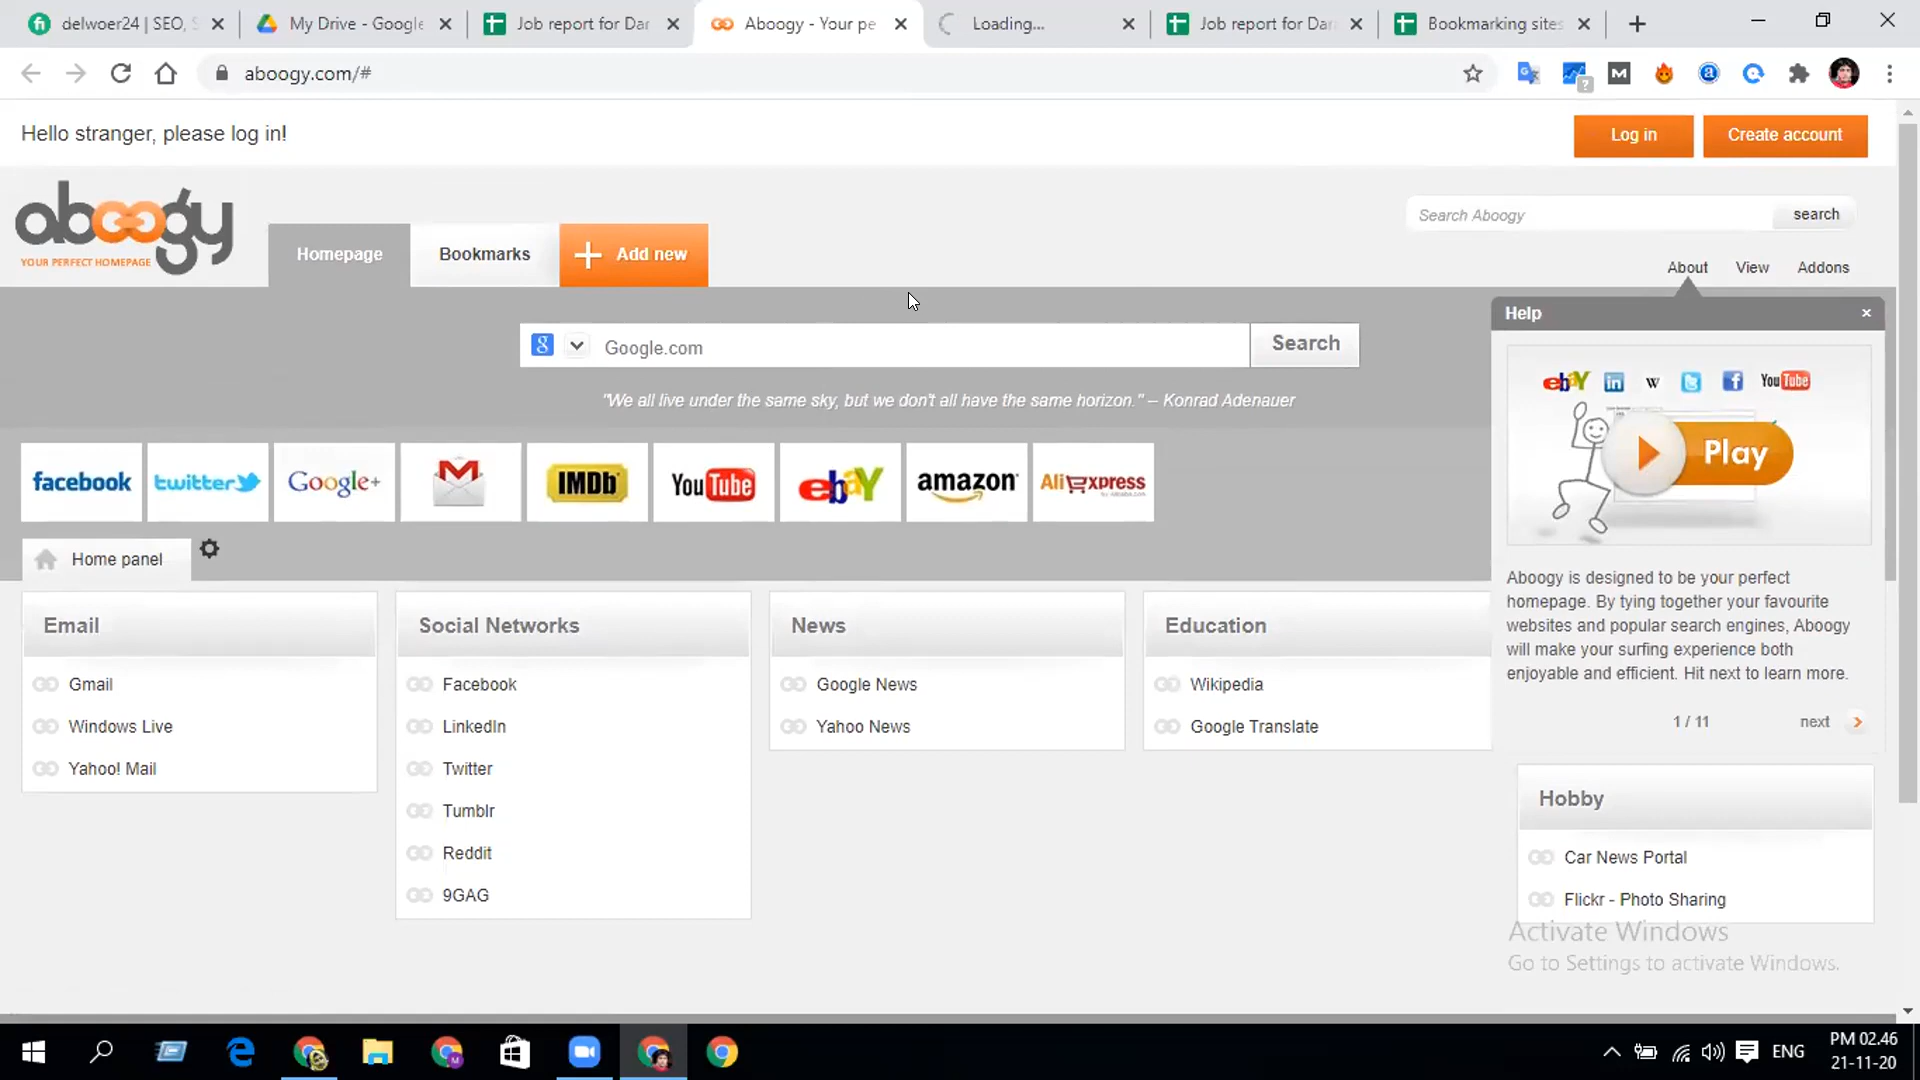 delwoer24 | SEO, S
My Drive - Google
Job report for Dar
Aboogy - Your pe
Loading...
Job report for Dar
Bookmarking sites
aboogy.com/#
Hello stranger, please log in!
Log in
Create account
aboogy
YOUR PERFECT HOMEPAGE
Homepage
Bookmarks
Add new
Search Aboogy
search
About
View
Addons
Google.com
Search
"We all live under the same sky, but we don't all have the same horizon." – Konrad Adenauer
facebook
twitter
Google+
IMDb
YouTube
ebay
amazon
AliExpress
Home panel
Help
ebay
in
W
YouTube
Play
Aboogy is designed to be your perfect
homepage. By tying together your favourite
websites and popular search engines, Aboogy
will make your surfing experience both
enjoyable and efficient. Hit next to learn more.
1 / 11
next
Email
Gmail
Windows Live
Yahoo! Mail
Social Networks
Facebook
LinkedIn
Twitter
Tumblr
Reddit
9GAG
News
Google News
Yahoo News
Education
Wikipedia
Google Translate
Hobby
Car News Portal
Flickr - Photo Sharing
Activate Windows
Go to Settings to activate Windows.
ENG
PM 02.46
21-11-20